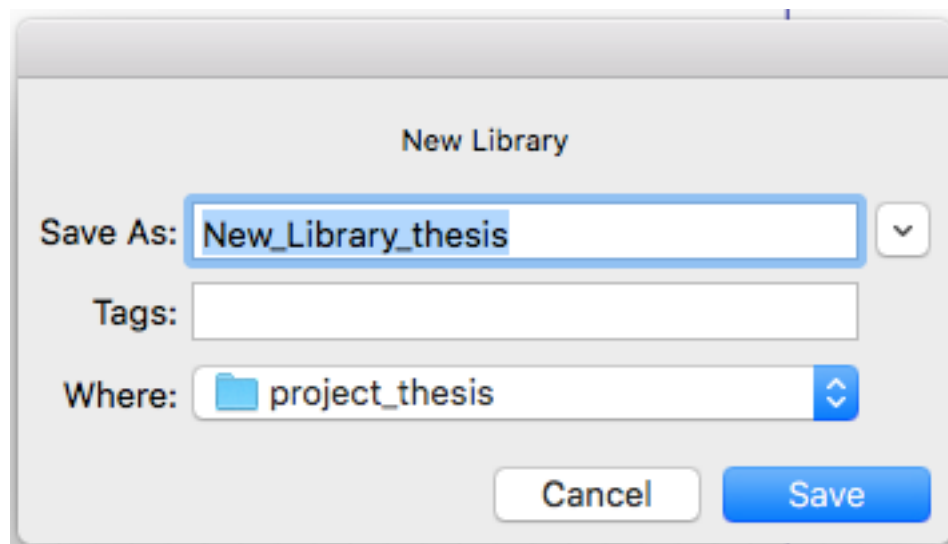 New Library
Save As: New_Library_thesis
Tags:
Where: project_thesis
Cancel Save